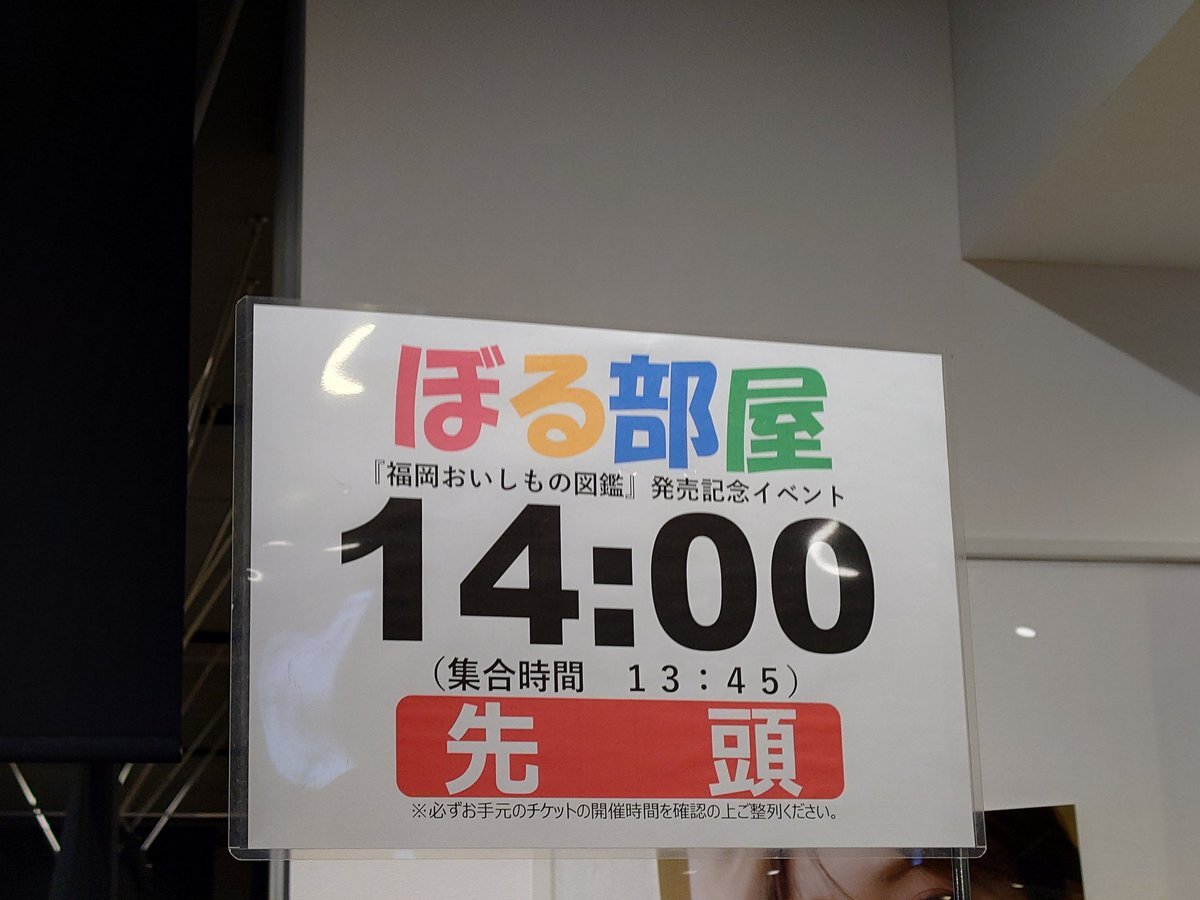 ぼる部屋
『福岡おいしもの図鑑』発売記念イベント
14:00
（集合時間　１３：４５）
先　頭
※必ずお手元のチケットの開催時間を確認の上ご整列ください。